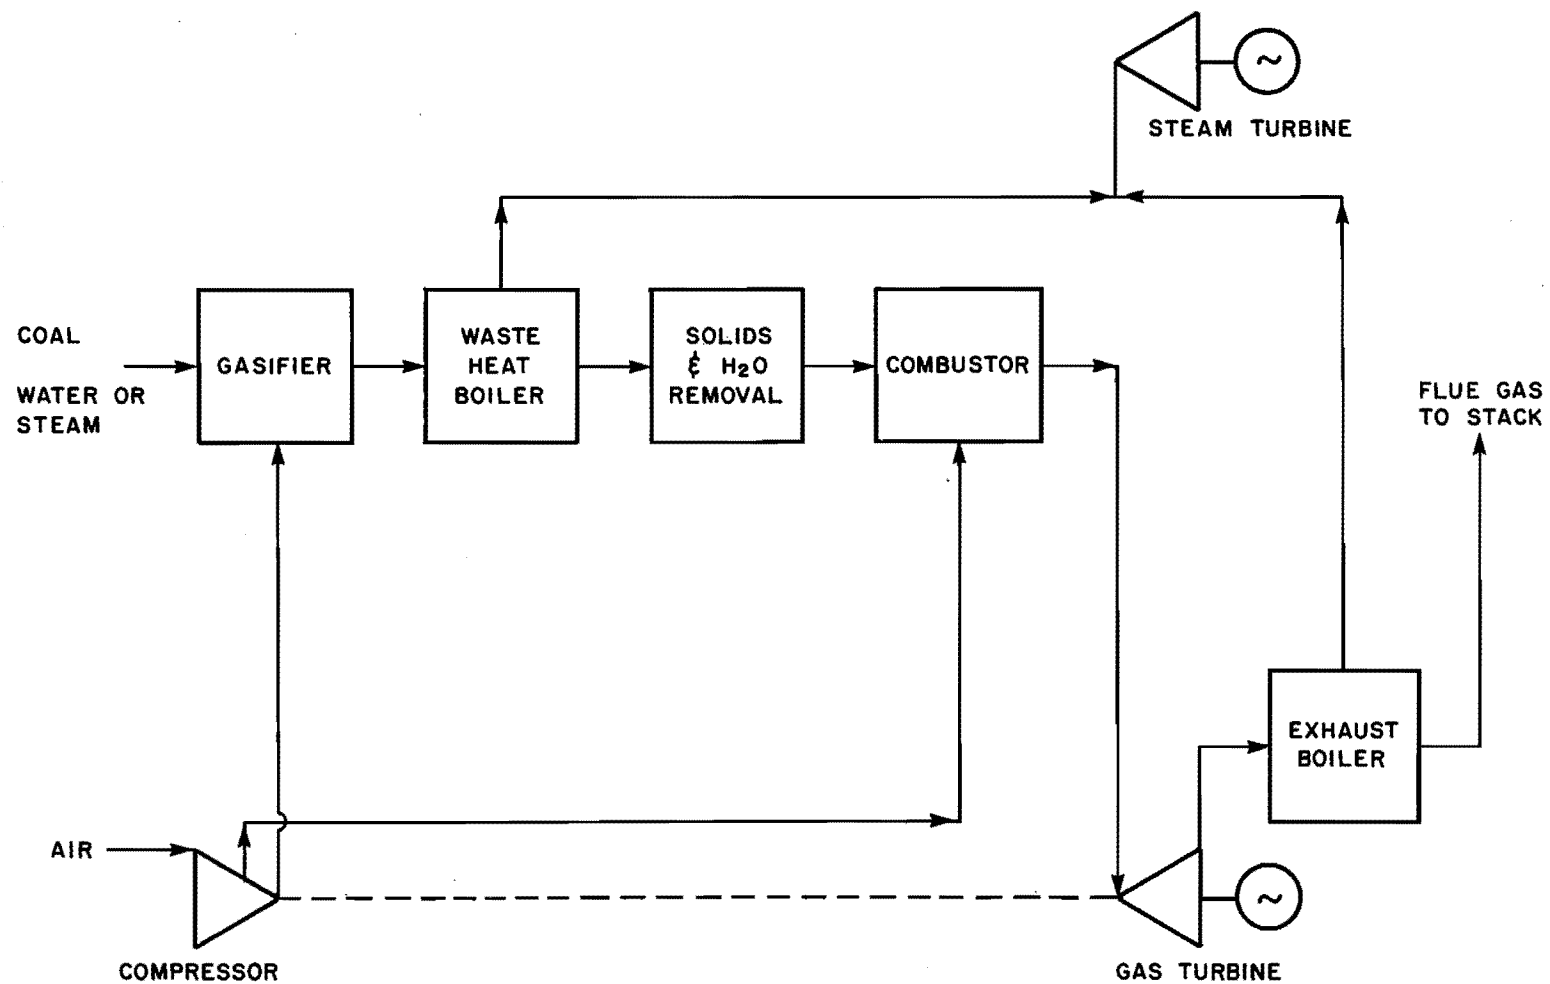 STEAM TURBINE
COAL
WATER OR
STEAM
GASIFIER
WASTE
HEAT
BOILER
SOLIDS
& H2O
REMOVAL
COMBUSTOR
FLUE GAS
TO STACK
EXHAUST
BOILER
AIR
COMPRESSOR
GAS TURBINE
~
~